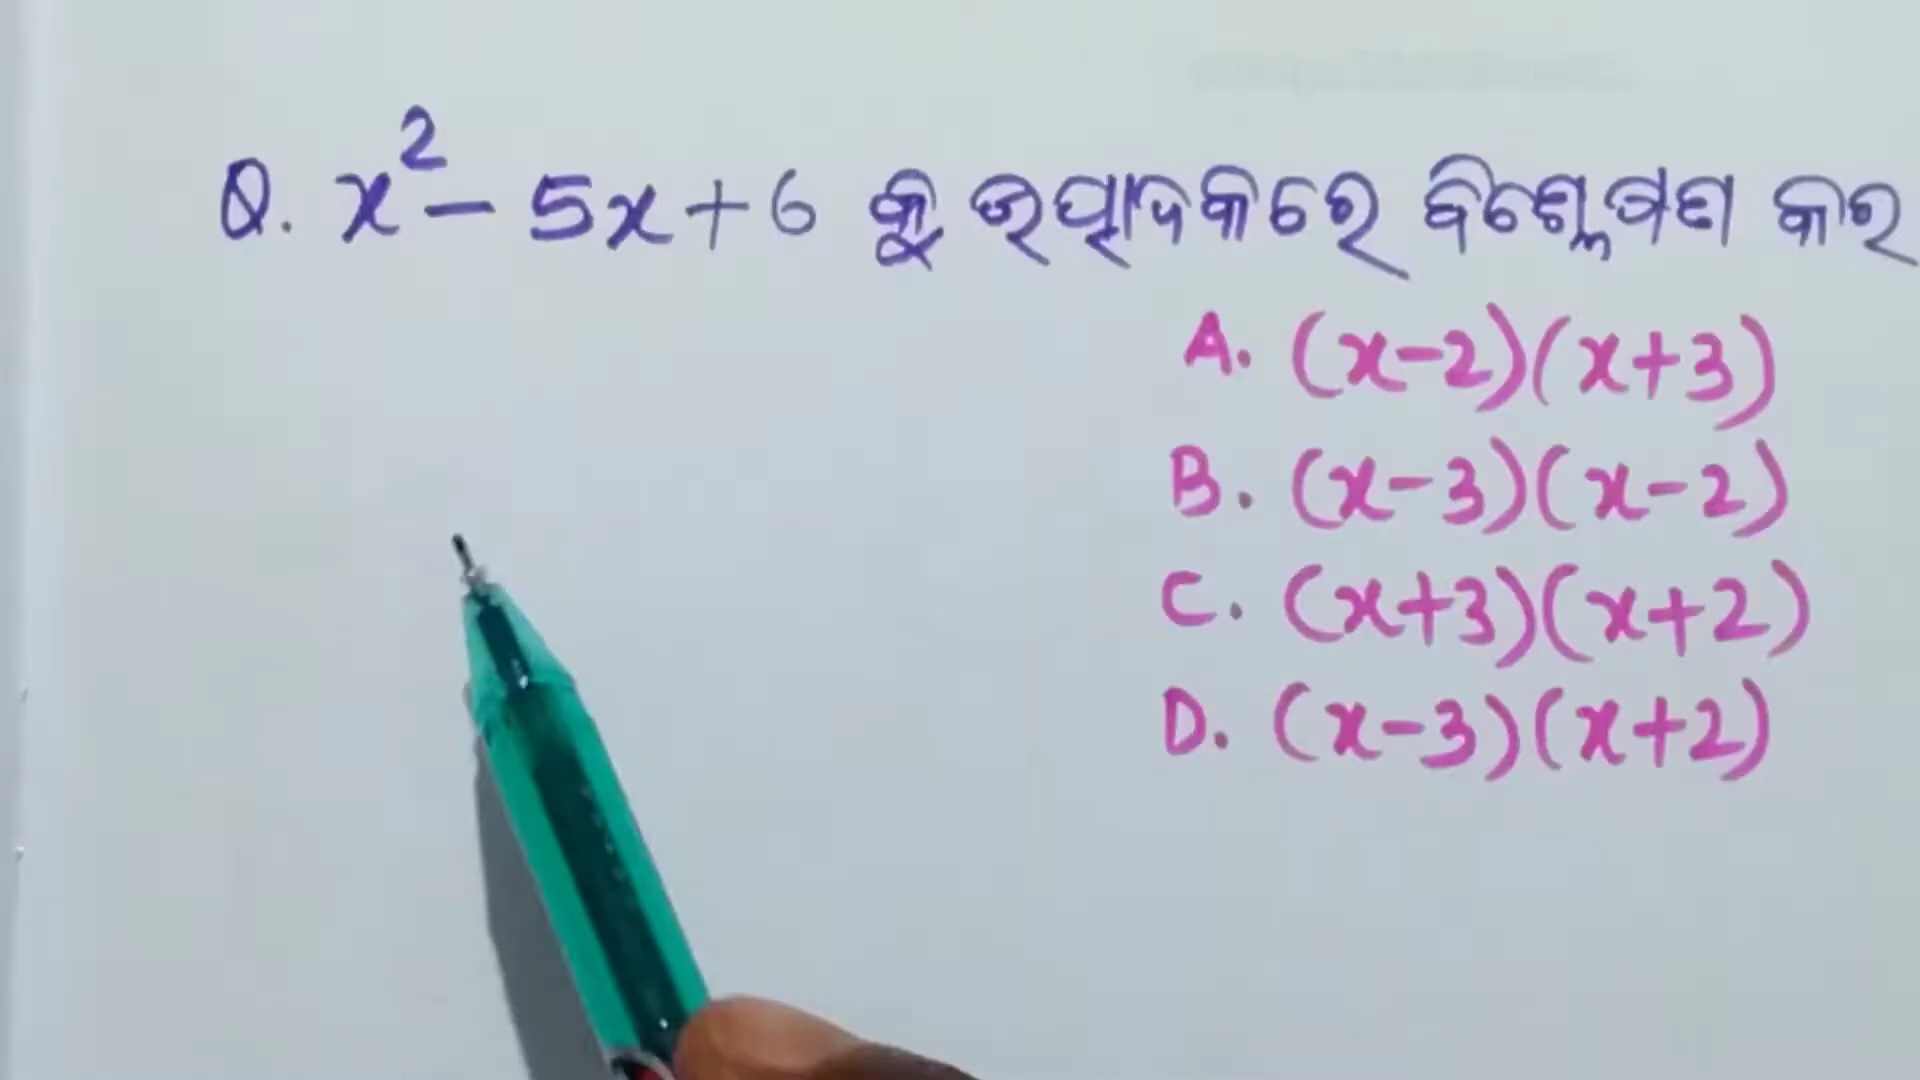 Q. x² - 5x + 6 କୁ ଉତ୍ପାଦକରେ ବିଶ୍ଳେଷଣ କର
A. (x-2)(x+3)
B. (x-3)(x-2)
C. (x+3)(x+2)
D. (x-3)(x+2)